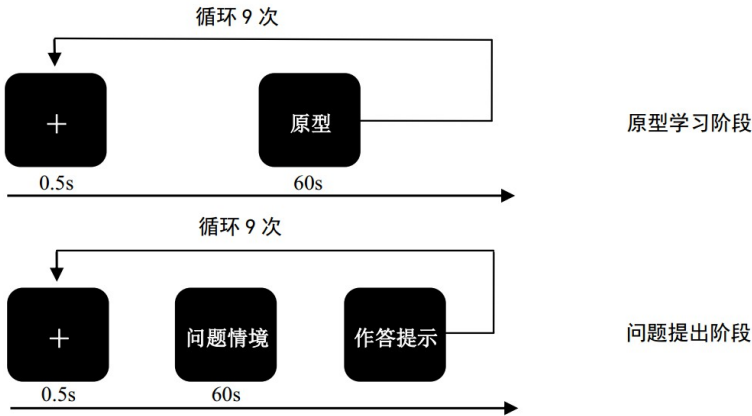 循环 9 次
+
原型
原型学习阶段
0.5s
60s
循环 9 次
+
问题情境
作答提示
问题提出阶段
0.5s
60s